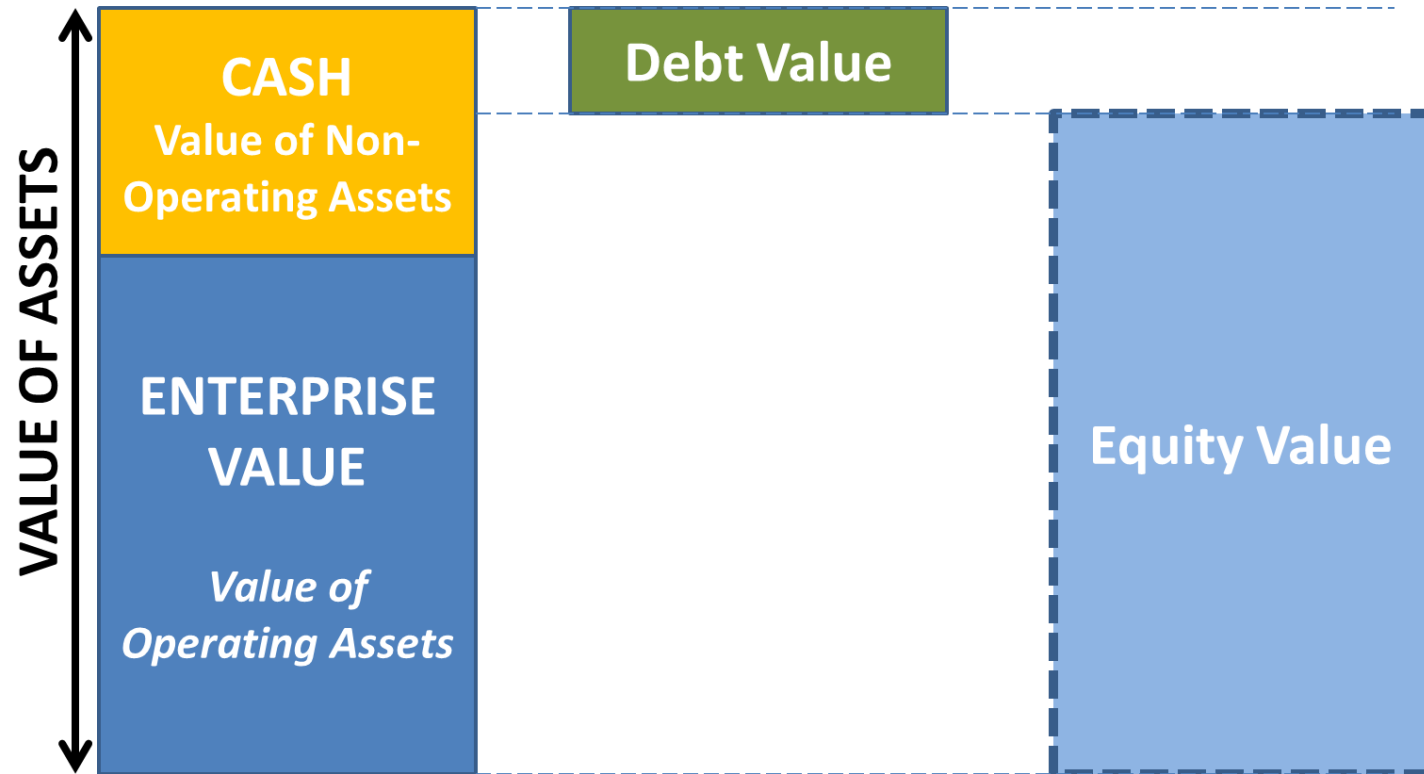 VALUE OF ASSETS
CASH
Value of Non-
Operating Assets
ENTERPRISE
VALUE
Value of
Operating Assets
Debt Value
Equity Value